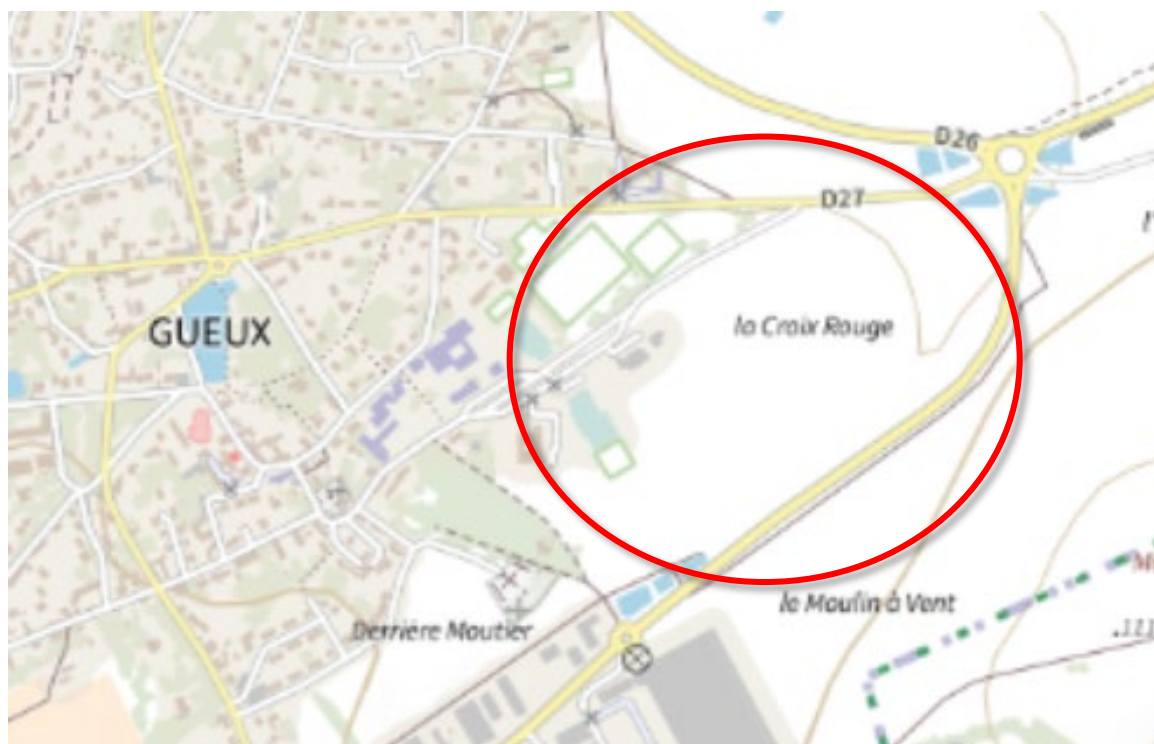 D26
D27
la Croix Rouge
GUEUX
le Moulin à Vent
Derrière Moutier